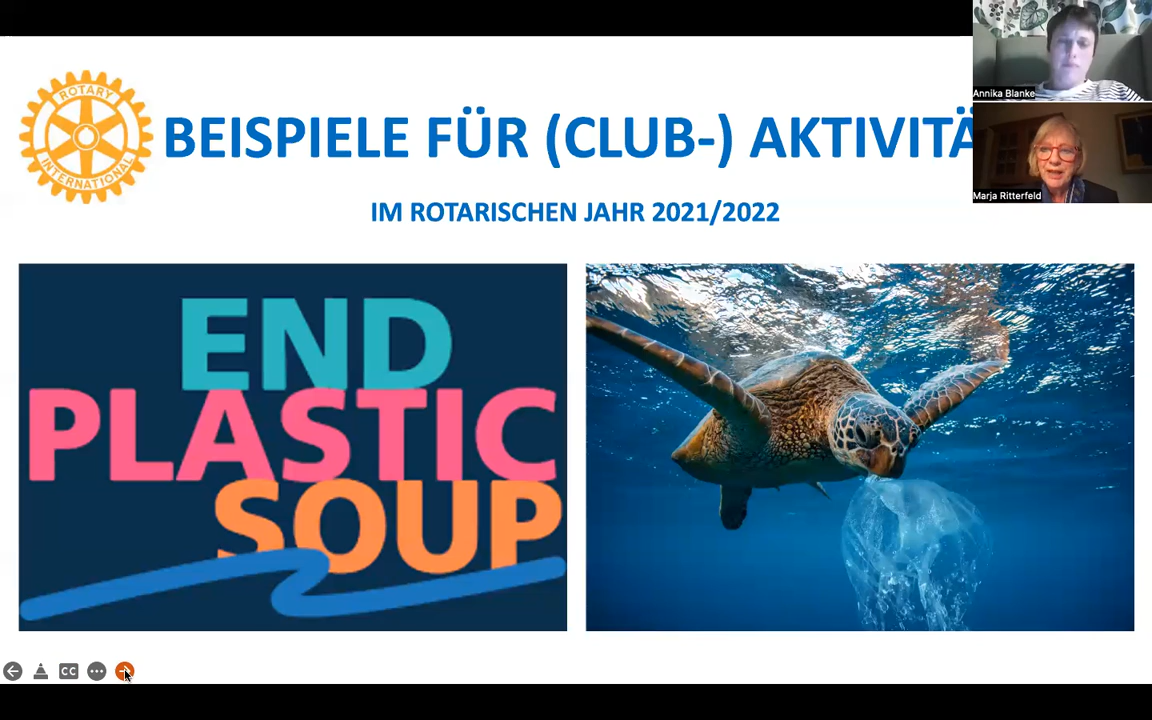 ROTARY
INTERNATIONAL
BEISPIELE FÜR (CLUB-) AKTIVITÄ
IM ROTARISCHEN JAHR 2021/2022
Annika Blanke
Marja Ritterfeld
END
PLASTIC
SOUP
CC